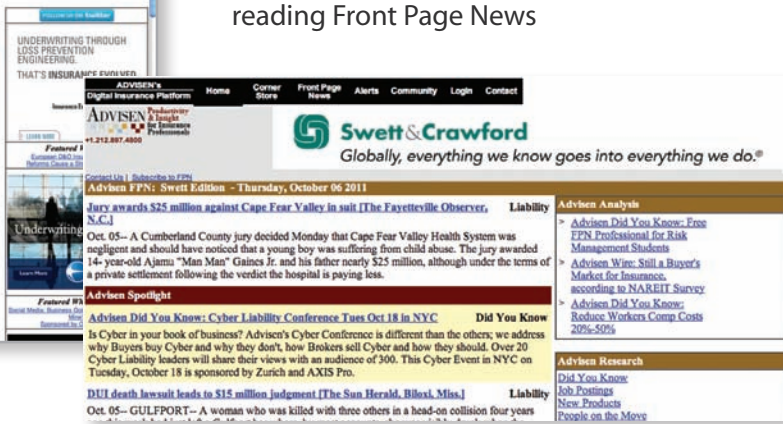 reading Front Page News
FOLLOW US ON twitter
UNDERWRITING THROUGH
LOSS PREVENTION
ENGINEERING.
THAT'S INSURANCE EVOLVED
LEARN MORE
Featured
Underwriting
Learn More
Featured Wh
ADVISEN's
Digital Insurance Platform
Home
Corner
Store
Front Page
News
Alerts
Community
Login
Contact
ADVISEN
Productivity
& Insight
for Insurance
Professionals
+1.212.897.4800
Swett&Crawford
Globally, everything we know goes into everything we do.®
Contact Us | Subscribe to FPN
Advisen FPN: Swett Edition - Thursday, October 06 2011
Jury awards $25 million against Cape Fear Valley in suit [The Fayetteville Observer, Liability
N.C.]
Oct. 05-- A Cumberland County jury decided Monday that Cape Fear Valley Health System was
negligent and should have noticed that a young boy was suffering from child abuse. The jury awarded
14- year-old Ajamu "Man Man" Gaines Jr. and his father nearly $25 million, although under the terms of
a private settlement following the verdict the hospital is paying less.
Advisen Spotlight
Advisen Did You Know: Cyber Liability Conference Tues Oct 18 in NYC Did You Know
Is Cyber in your book of business? Advisen's Cyber Conference is different than the others; we address
why Buyers buy Cyber and why they don't, how Brokers sell Cyber and how they should. Over 20
Cyber Liability leaders will share their views with an audience of 300. This Cyber Event in NYC on
Tuesday, October 18 is sponsored by Zurich and AXIS Pro.
DUI death lawsuit leads to $15 million judgment [The Sun Herald, Biloxi, Miss.] Liability
Oct. 05-- GULFPORT-- A woman who was killed with three others in a head-on collision four years
Advisen Analysis
> Advisen Did You Know: Free
FPN Professional for Risk
Management Students
> Advisen Wire: Still a Buyer's
Market for Insurance,
according to NAREIT Survey
> Advisen Did You Know:
Reduce Workers Comp Costs
20%-50%
Advisen Research
Did You Know
Job Postings
New Products
People on the Move